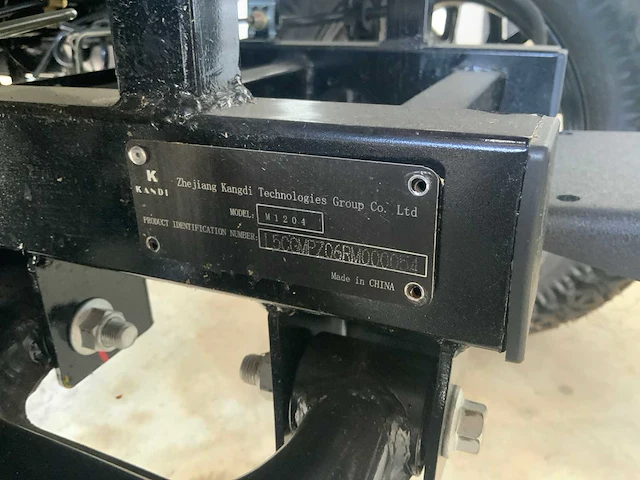 K
KANDI
Zhejiang Kangdi Technologies Group Co. Ltd
MODEL: M1204
PRODUCT IDENTIFICATION NUMBER:
Made in CHINA